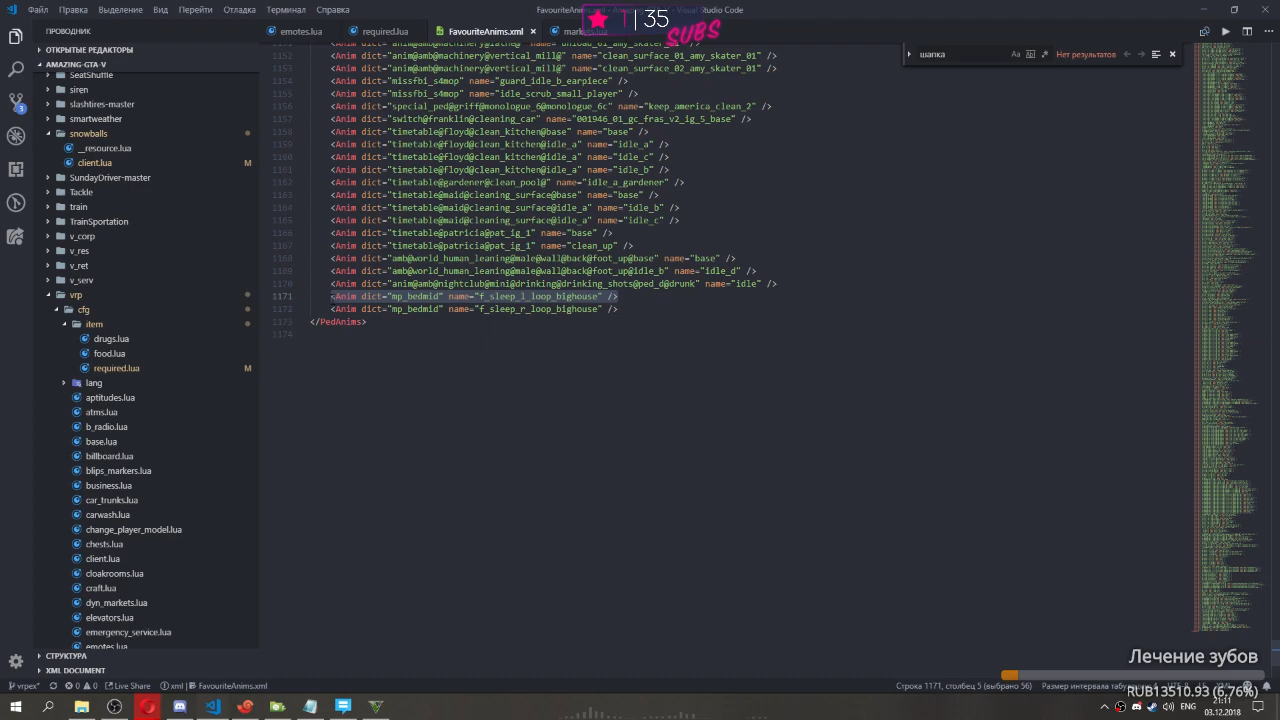 Файл Правка Выделение Вид Перейти Отладка Терминал Справка
FavouriteAnims.xml
Visual Studio Code
35
SUBS
ПРОВОДНИК
emotes.lua
required.lua
FavouriteAnims.xml
ОТКРЫТЫЕ РЕДАКТОРЫ
AMAZING-GTA-V
SeatShuffle
siren
slashtires-master
smartweather
snowballs
__resource.lua
client.lua M
SundayDriver-master
Tackle
train
TrainSportation
v_corp
v_res
v_ret
v_serv
vrp
cfg
item
drugs.lua
food.lua
required.lua M
lang
aptitudes.lua
atms.lua
b_radio.lua
base.lua
billboard.lua
blips_markers.lua
business.lua
car_trunks.lua
carwash.lua
change_player_model.lua
chests.lua
client.lua
cloakrooms.lua
craft.lua
dyn_markets.lua
elevators.lua
emergency_service.lua
emotes.lua
СТРУКТУРА
XML DOCUMENT
шапка
Нет результатов
1152 <Anim dict="anim@amb@machinery@vertical_mill@" name="clean_surface_01_amy_skater_01" />
1153 <Anim dict="anim@amb@machinery@vertical_mill@" name="clean_surface_02_amy_skater_01" />
1154 <Anim dict="missfbi_s4mop" name="guard_idle_b_earpiece" />
1155 <Anim dict="missfbi_s4mop" name="idle_scrub_small_player" />
1156 <Anim dict="special_ped@griff@monologue_6@monologue_6c" name="keep_america_clean_2" />
1157 <Anim dict="switch@franklin@cleaning_car" name="001946_01_gc_fras_v2_ig_5_base" />
1158 <Anim dict="timetable@floyd@clean_kitchen@base" name="base" />
1159 <Anim dict="timetable@floyd@clean_kitchen@idle_a" name="idle_a" />
1160 <Anim dict="timetable@floyd@clean_kitchen@idle_a" name="idle_c" />
1161 <Anim dict="timetable@floyd@clean_kitchen@idle_a" name="idle_b" />
1162 <Anim dict="timetable@gardener@clean_pool@" name="idle_a_gardener" />
1163 <Anim dict="timetable@maid@cleaning_surface@base" name="base" />
1164 <Anim dict="timetable@maid@cleaning_surface@idle_a" name="idle_b" />
1165 <Anim dict="timetable@maid@cleaning_surface@idle_a" name="idle_c" />
1166 <Anim dict="timetable@patricia@pat_ig_1" name="base" />
1167 <Anim dict="timetable@patricia@pat_ig_1" name="clean_up" />
1168 <Anim dict="amb@world_human_leaning@male@wall@back@foot_up@base" name="base" />
1169 <Anim dict="amb@world_human_leaning@male@wall@back@foot_up@idle_b" name="idle_d" />
1170 <Anim dict="anim@amb@nightclub@mini@drinking@drinking_shots@ped_d@drunk" name="idle" />
1171 <Anim dict="mp_bedmid" name="f_sleep_l_loop_bighouse" />
1172 <Anim dict="mp_bedmid" name="f_sleep_r_loop_bighouse" />
1173 </PedAnims>
1174
Лечение зубов
RUB13510.93 (6.76%)
vrpex* 0 0 Live Share xml FavouriteAnims.xml
Строка 1171, столбец 5 (выбрано 56)
ENG
21:11
03.12.2018